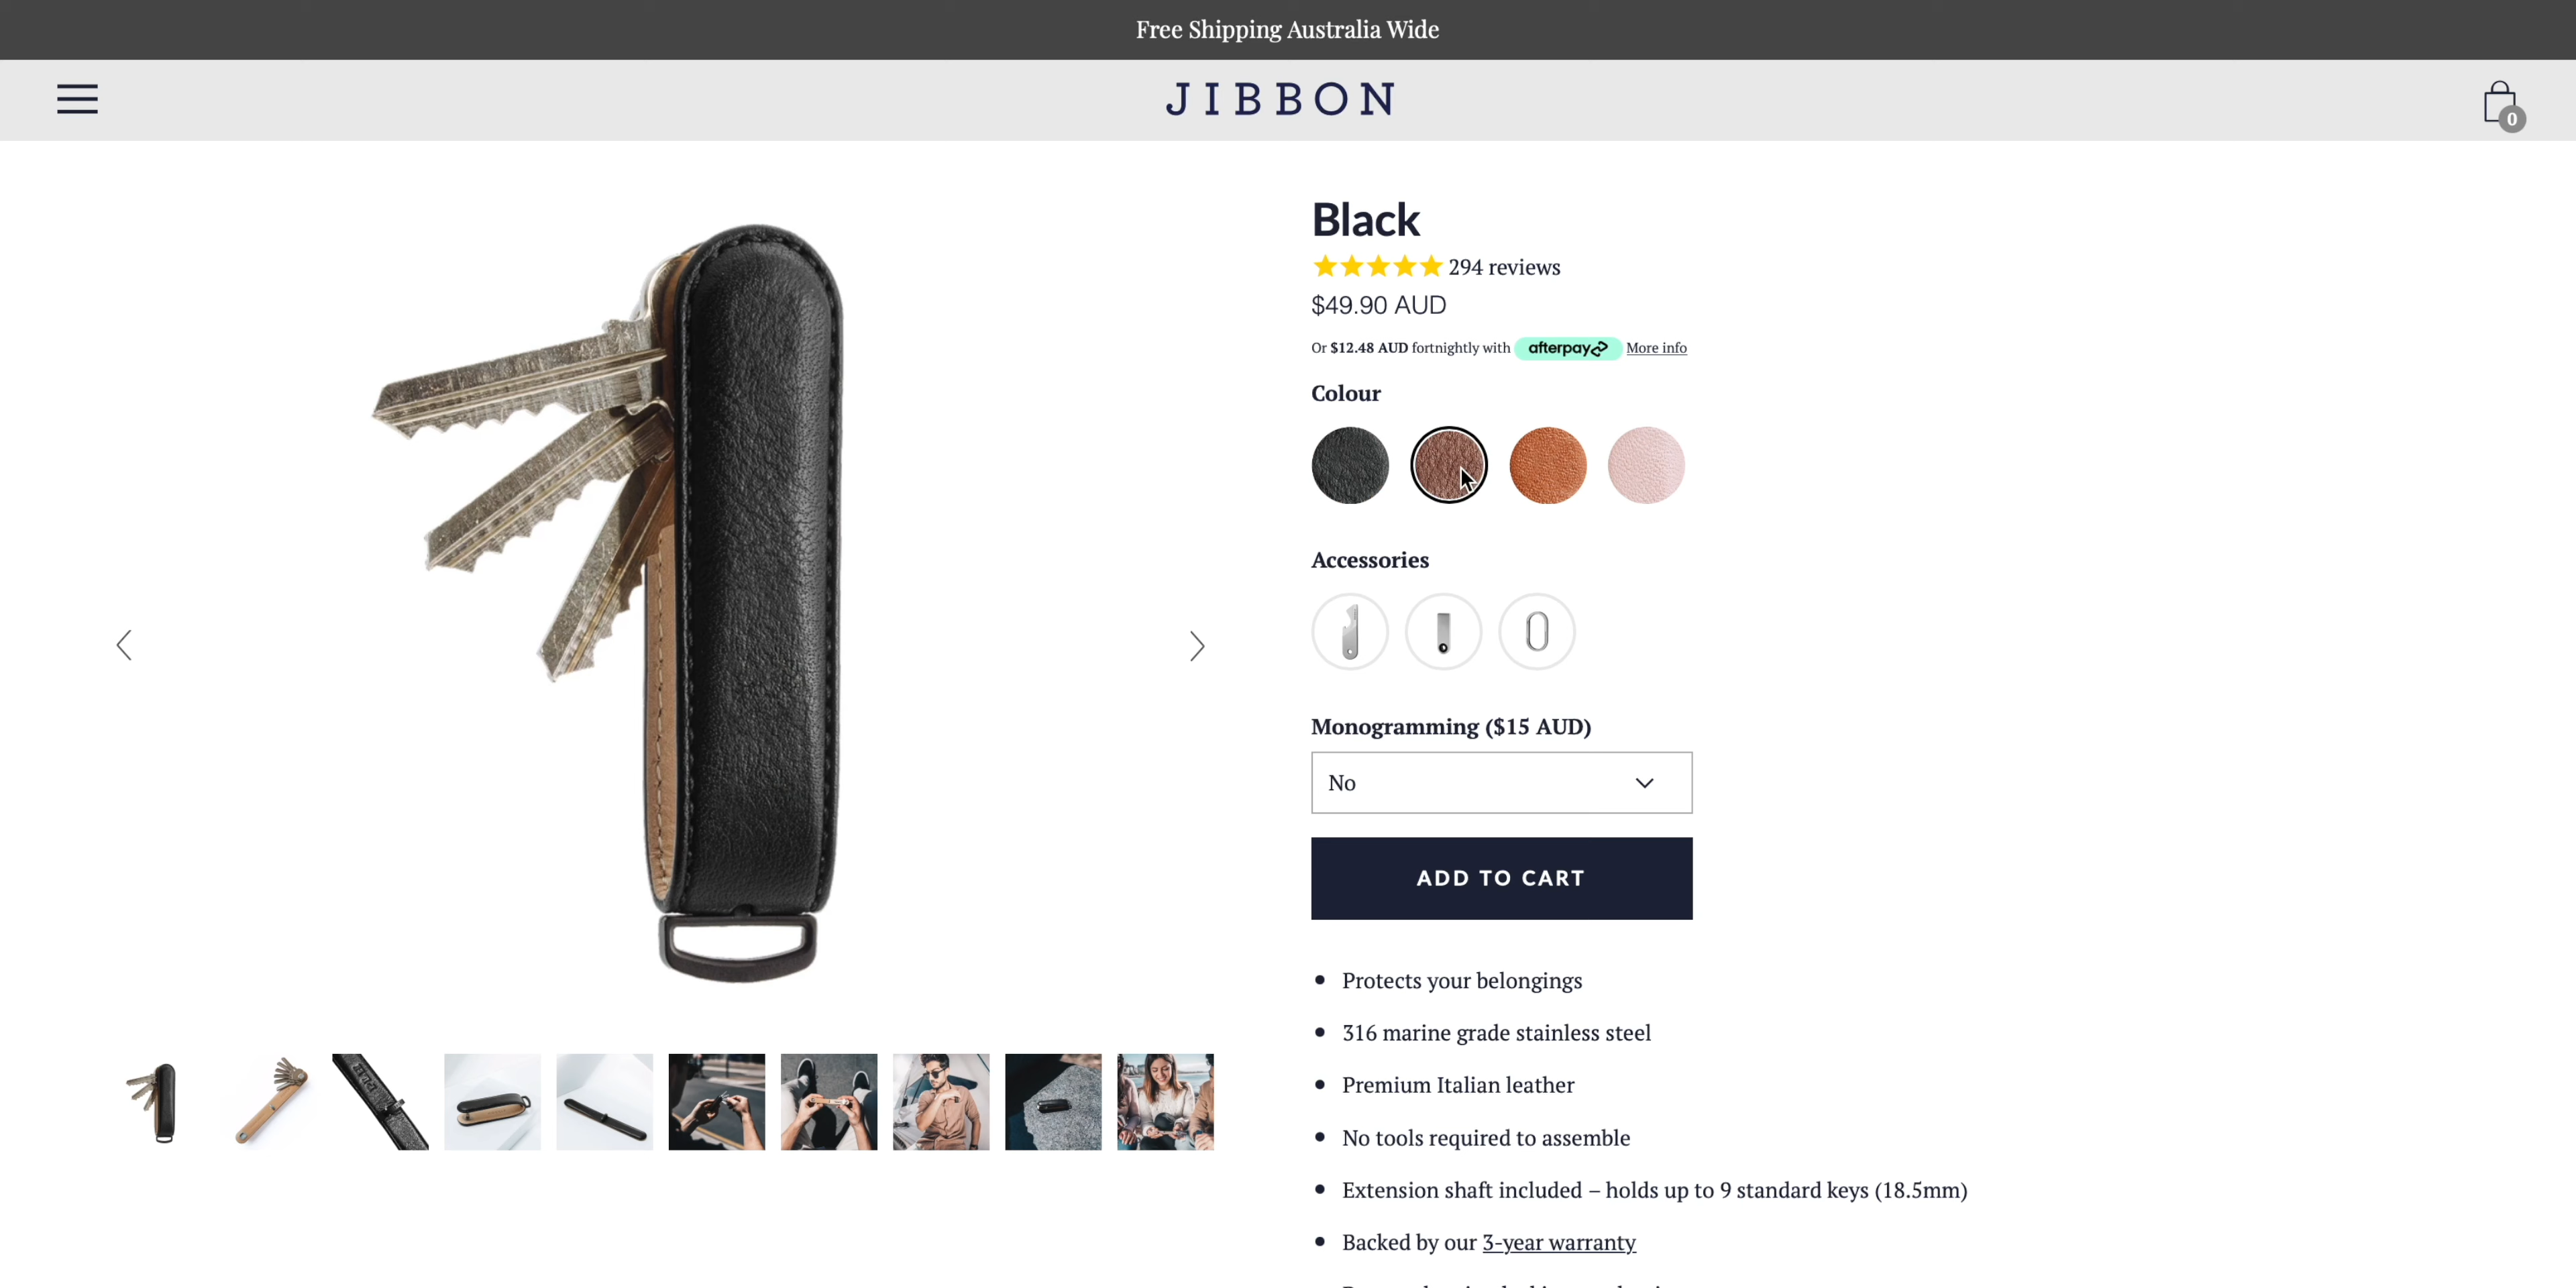 Free Shipping Australia Wide
JIBBON
0
Black
294 reviews
$49.90 AUD
Or $12.48 AUD fortnightly with afterpay More info
Colour
Accessories
Monogramming ($15 AUD)
No
ADD TO CART
Protects your belongings
316 marine grade stainless steel
Premium Italian leather
No tools required to assemble
Extension shaft included – holds up to 9 standard keys (18.5mm)
Backed by our 3-year warranty